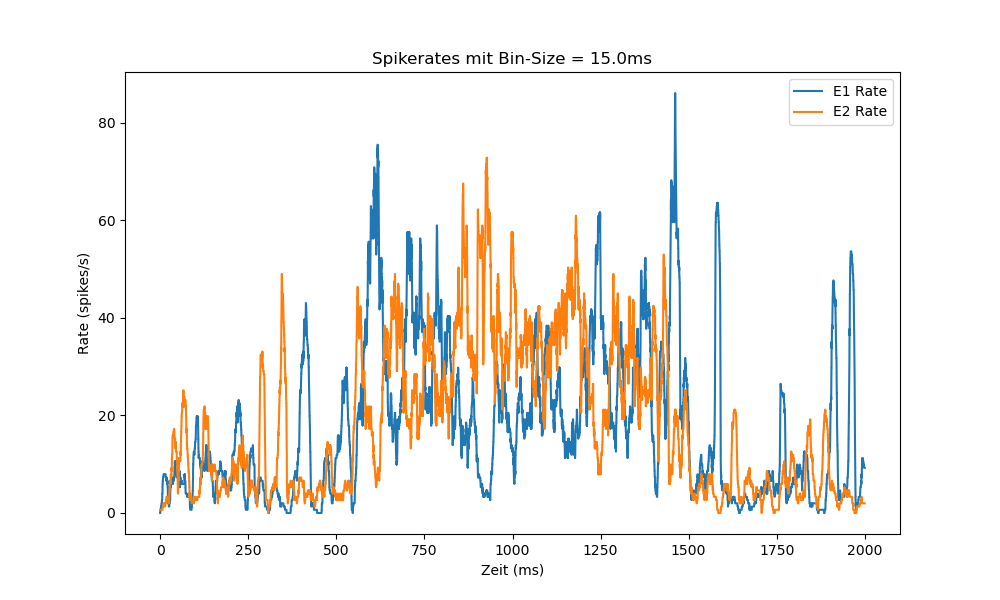 Spikerates mit Bin-Size = 15.0ms
E1 Rate
E2 Rate
80
60
40
20
0
Rate (spikes/s)
0 250 500 750 1000 1250 1500 1750 2000
Zeit (ms)